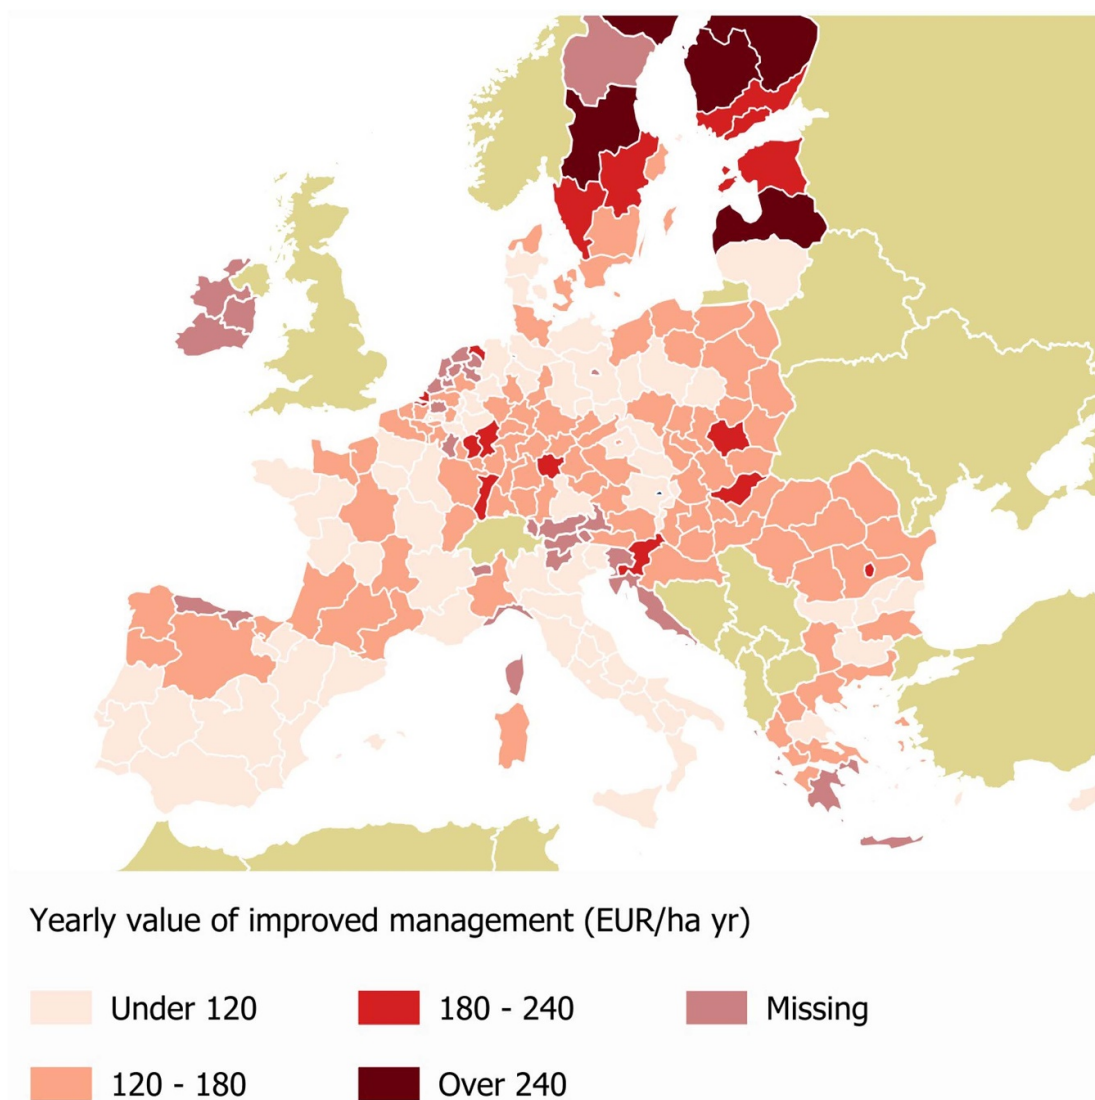 Yearly value of improved management (EUR/ha yr)
Under 120
180 - 240
Missing
120 - 180
Over 240